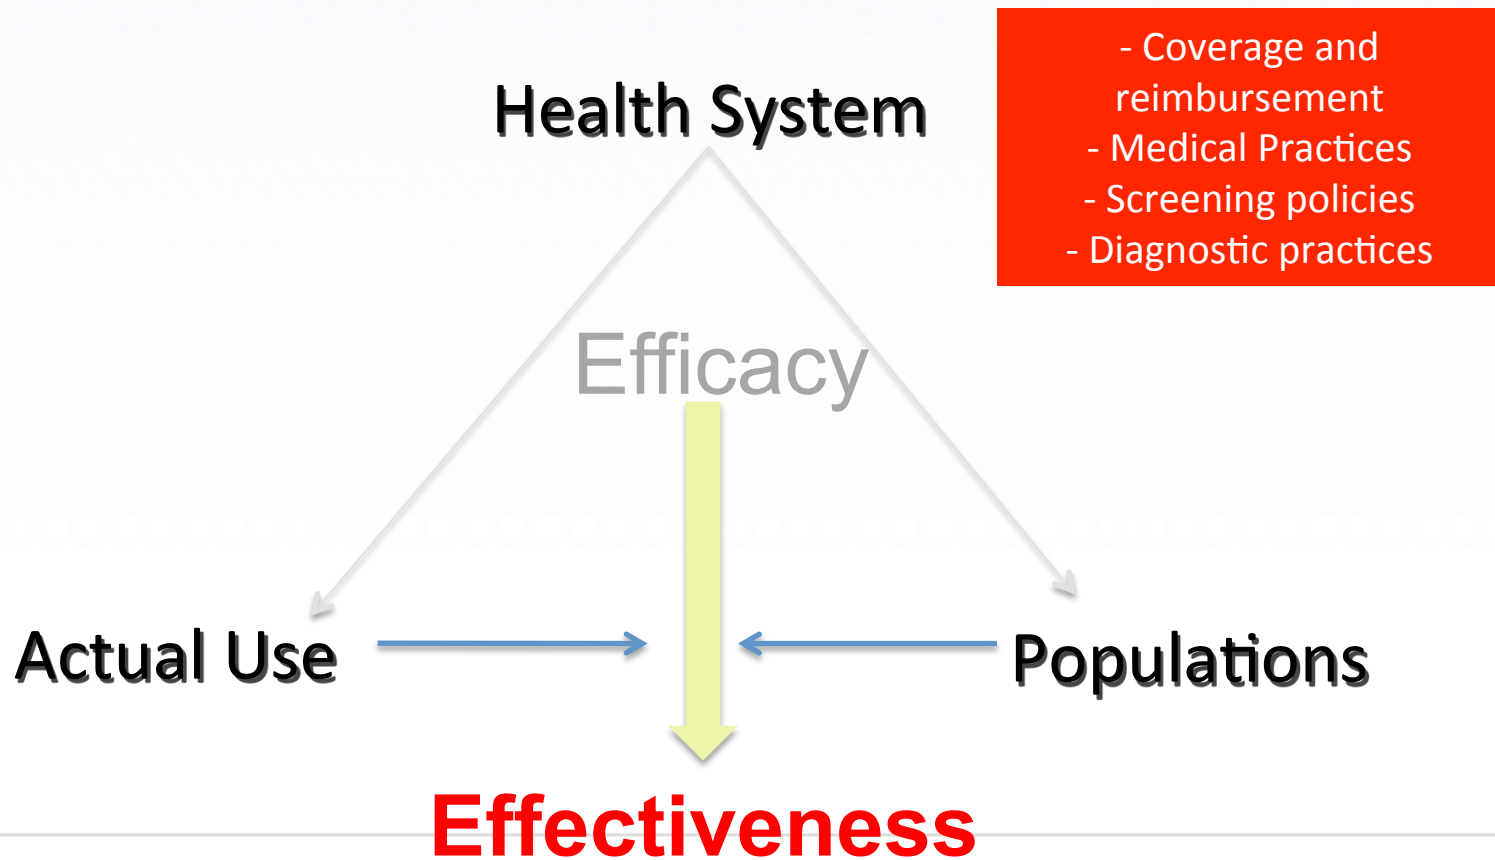 Health System
- Coverage and
reimbursement
- Medical Practices
- Screening policies
- Diagnostic practices
Efficacy
Actual Use
Populations
Effectiveness